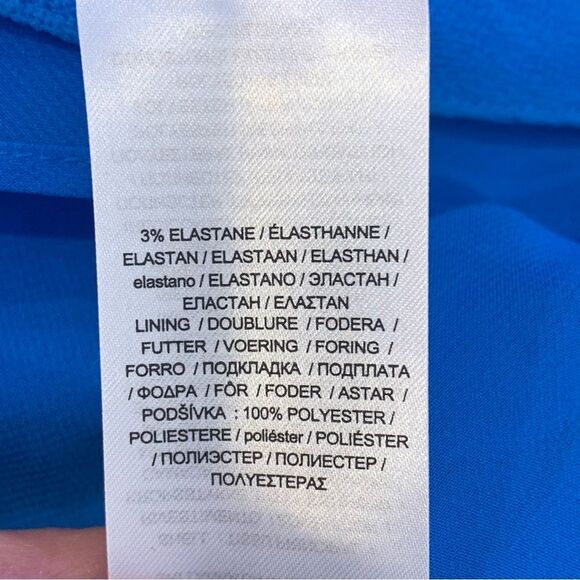 3% ELASTANE / ÉLASTHANNE /
ELASTAN / ELASTAAN / ELASTHAN /
elastano / ELASTANO / ЭЛАСТАН /
ЕЛАСТАН / ΕΛΑΣΤΑΝ
LINING / DOUBLURE / FODERA /
FUTTER / VOERING / FORING /
FORRO / ПОДКЛАДКА / ПОДПЛАТА
/ ΦΟΔΡΑ / FÔR / FODER / ASTAR /
PODŠÍVKA : 100% POLYESTER /
POLIESTERE / poliéster / POLIÉSTER
/ ПОЛИЭСТЕР / ПОЛИЕСТЕР /
ΠΟΛΥΕΣΤΕΡΑΣ